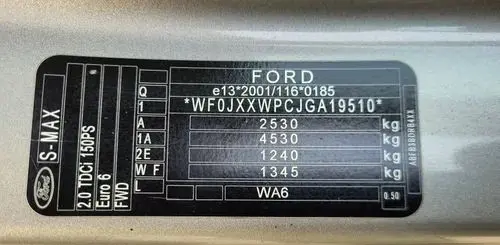 FORD
Q e13*2001/116*0185
1 *WF0JXXWPCJGA19510*
A 2530 kg
1A 4530 kg
2E 1240 kg
W F 1345 kg
L WA6 0.50
S-MAX
2.0 TDCi 150PS
Euro 6
FWD
Ford